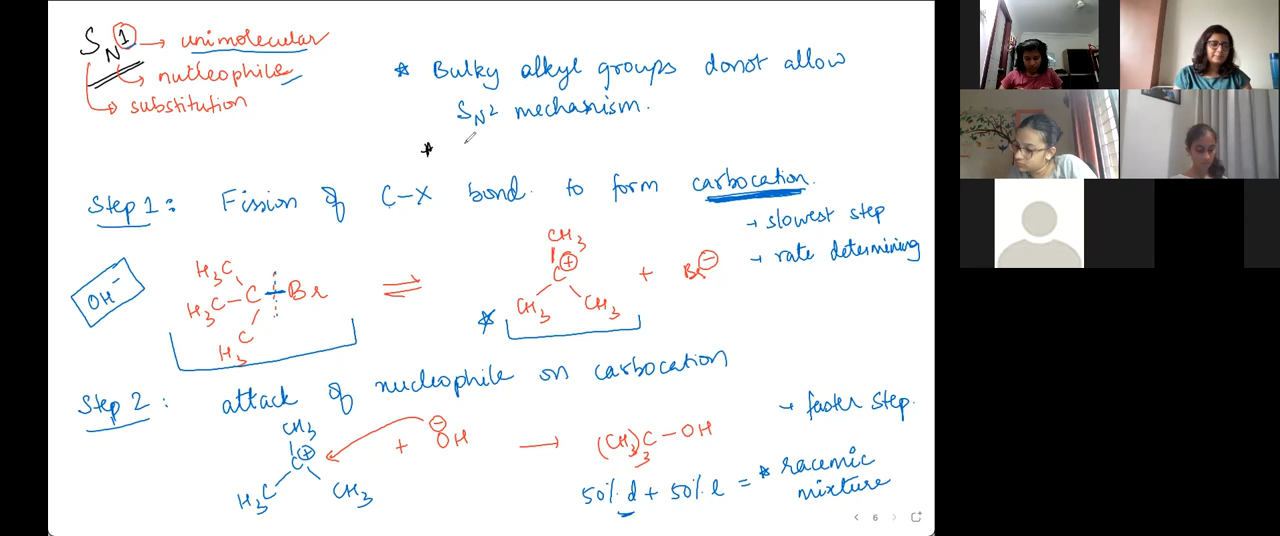 SN1 → unimolecular
→ nucleophile
→ substitution
* Bulky alkyl groups donot allow
SN2 mechanism.
*
Step 1: Fission of C-X bond to form carbocation.
→ slowest step
→ rate determining
OH⁻
H3C
H3C-C-Br
H3C
⇌
CH3
C⊕
CH3 CH3
+ Br⊖
*
Step 2: attack of nucleophile on carbocation
→ faster step.
CH3
C⊕
H3C CH3
+ ⊖OH → (CH3)3C-OH
50% d + 50% l = * racemic
mixture
< 6 >